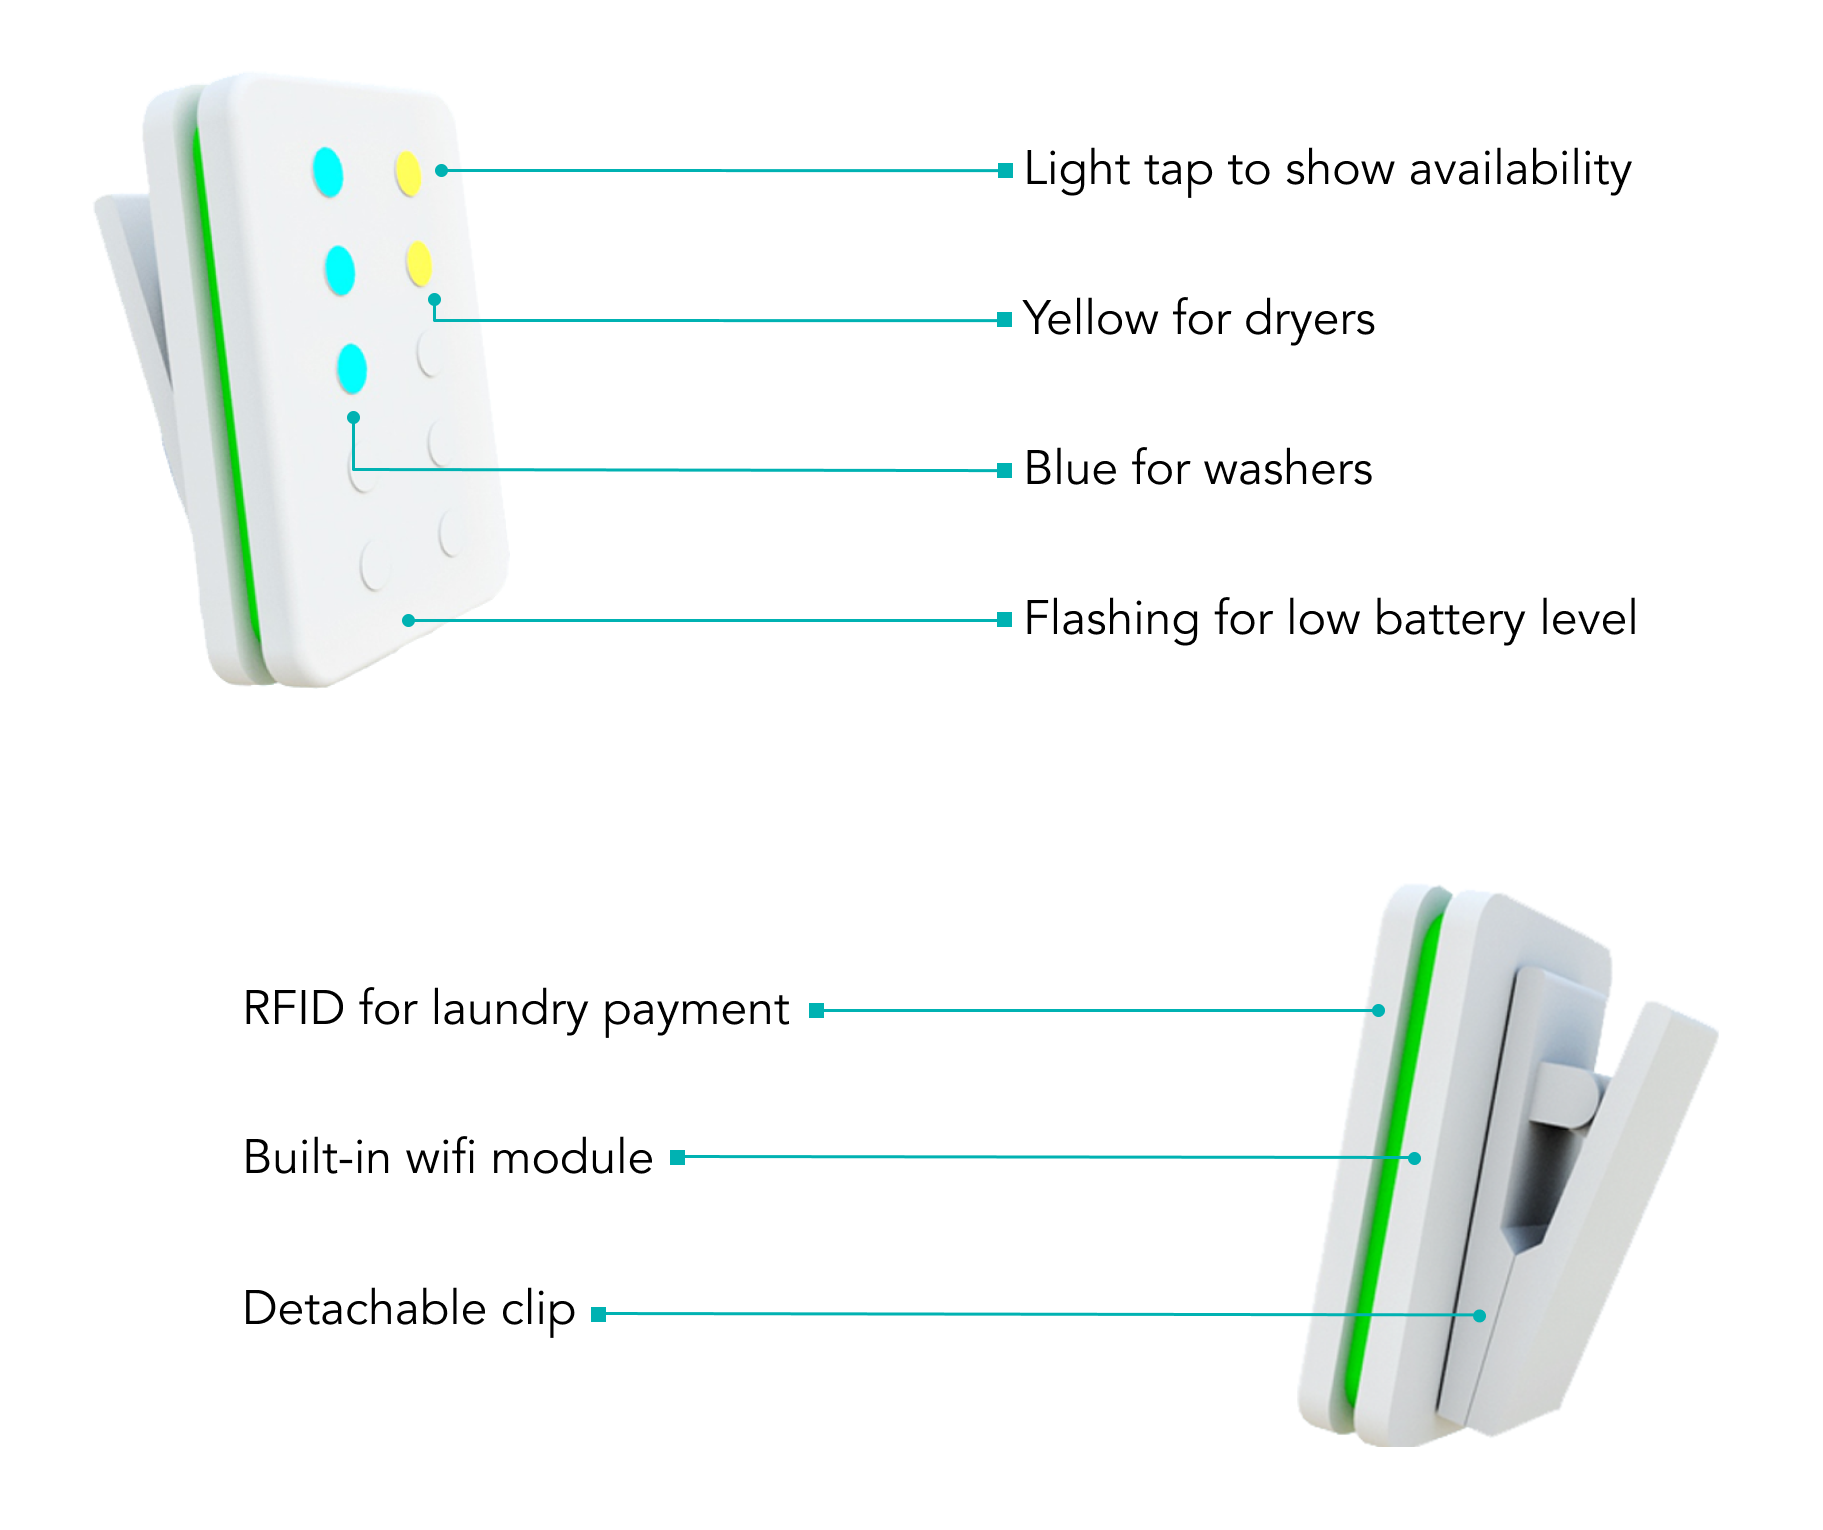 Light tap to show availability
Yellow for dryers
Blue for washers
Flashing for low battery level
RFID for laundry payment
Built-in wifi module
Detachable clip